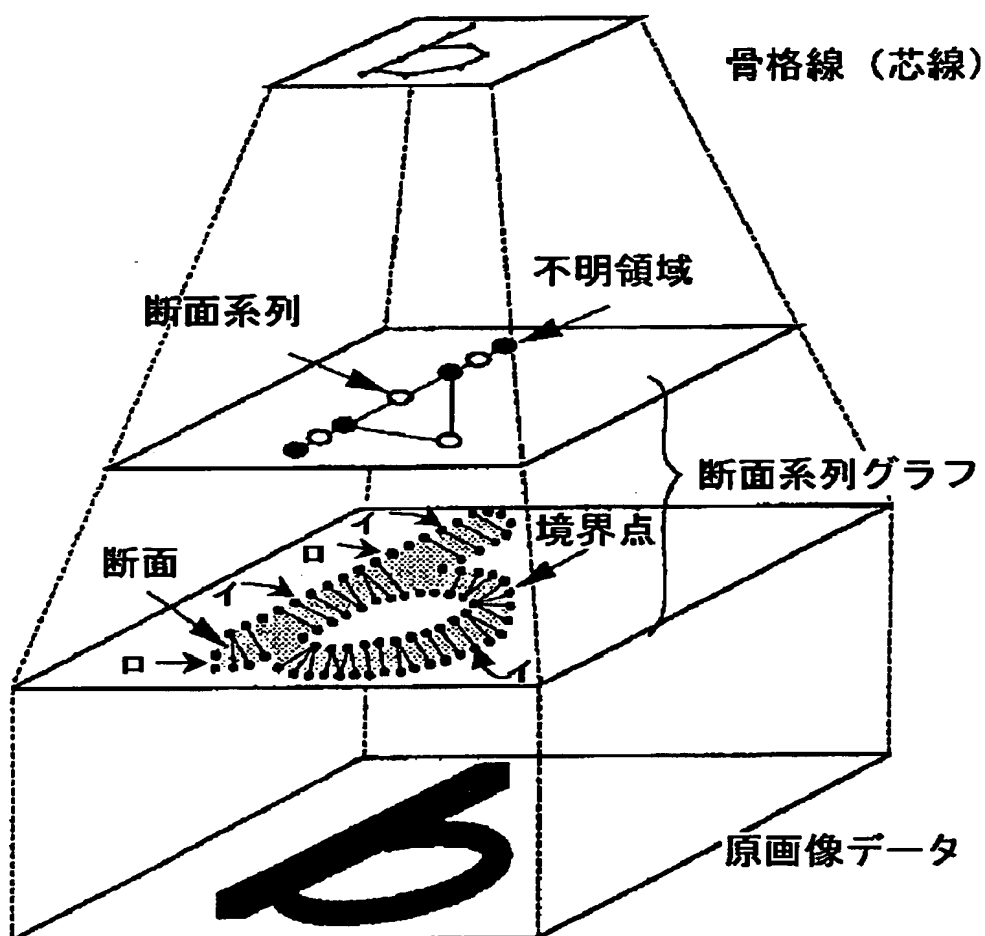 骨格線（芯線）
不明領域
断面系列
断面系列グラフ
イ
境界点
ロ
断面
イ
ロ
イ
原画像データ